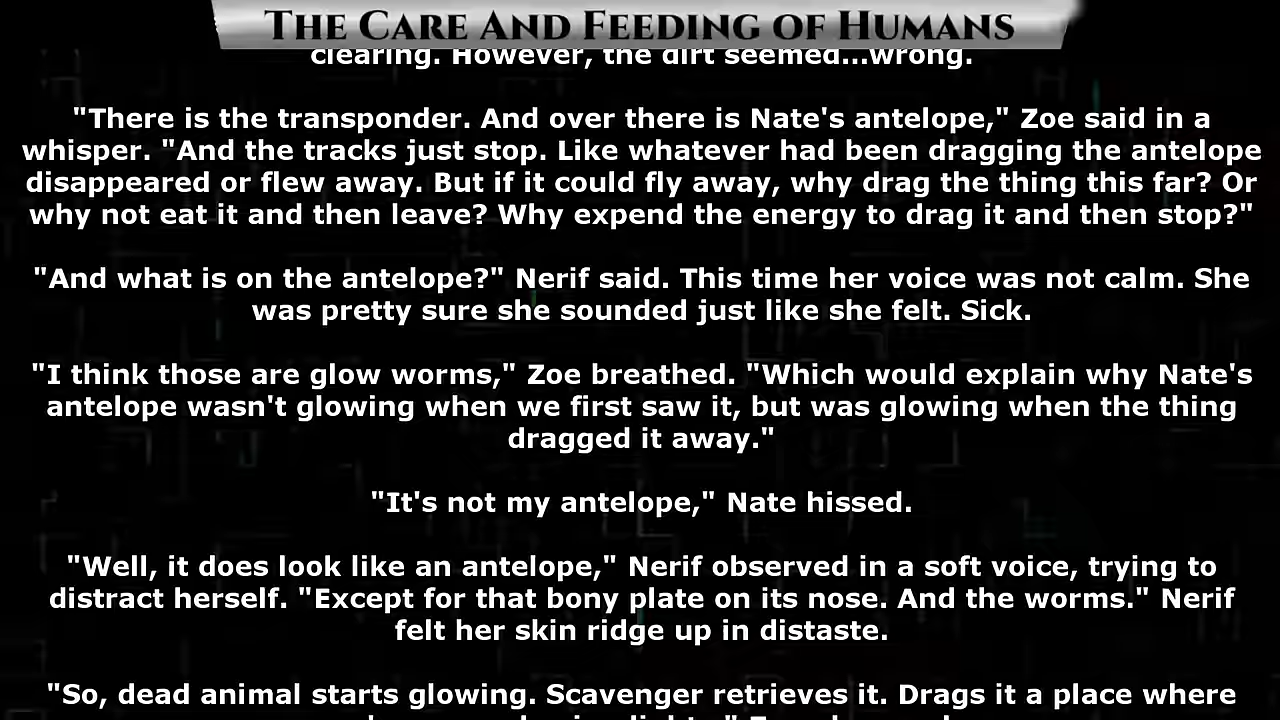 THE CARE AND FEEDING OF HUMANS
clearing. However, the dirt seemed...wrong.
"There is the transponder. And over there is Nate's antelope," Zoe said in a
whisper. "And the tracks just stop. Like whatever had been dragging the antelope
disappeared or flew away. But if it could fly away, why drag the thing this far? Or
why not eat it and then leave? Why expend the energy to drag it and then stop?"
"And what is on the antelope?" Nerif said. This time her voice was not calm. She
was pretty sure she sounded just like she felt. Sick.
"I think those are glow worms," Zoe breathed. "Which would explain why Nate's
antelope wasn't glowing when we first saw it, but was glowing when the thing
dragged it away."
"It's not my antelope," Nate hissed.
"Well, it does look like an antelope," Nerif observed in a soft voice, trying to
distract herself. "Except for that bony plate on its nose. And the worms." Nerif
felt her skin ridge up in distaste.
"So, dead animal starts glowing. Scavenger retrieves it. Drags it a place where